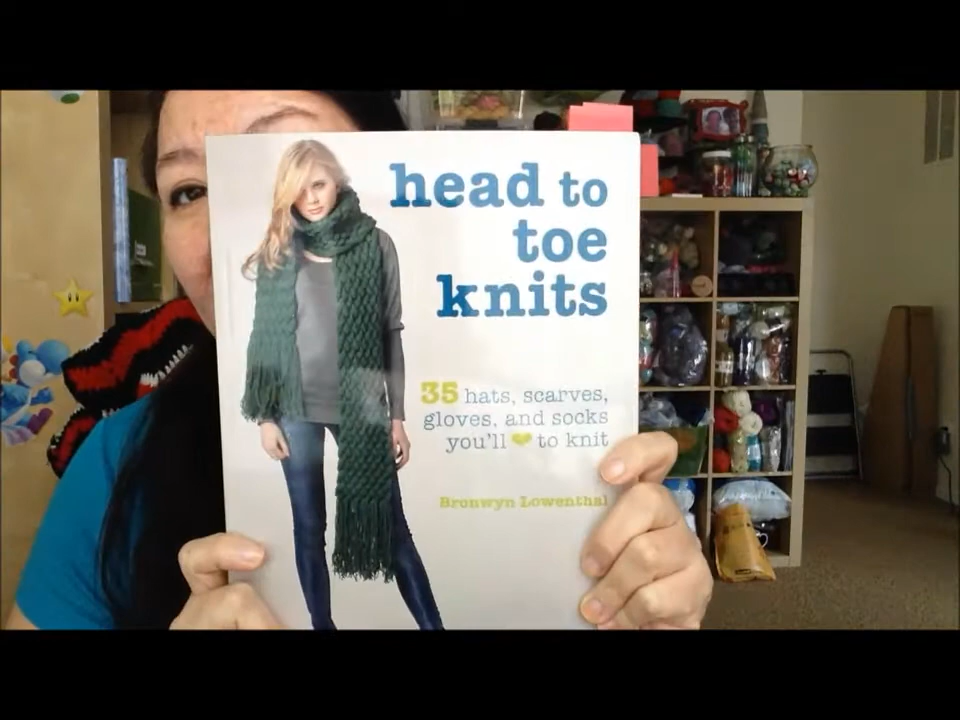 head to
toe
knits
35 hats, scarves,
gloves, and socks
you'll to knit
Bronwyn Lowenthal